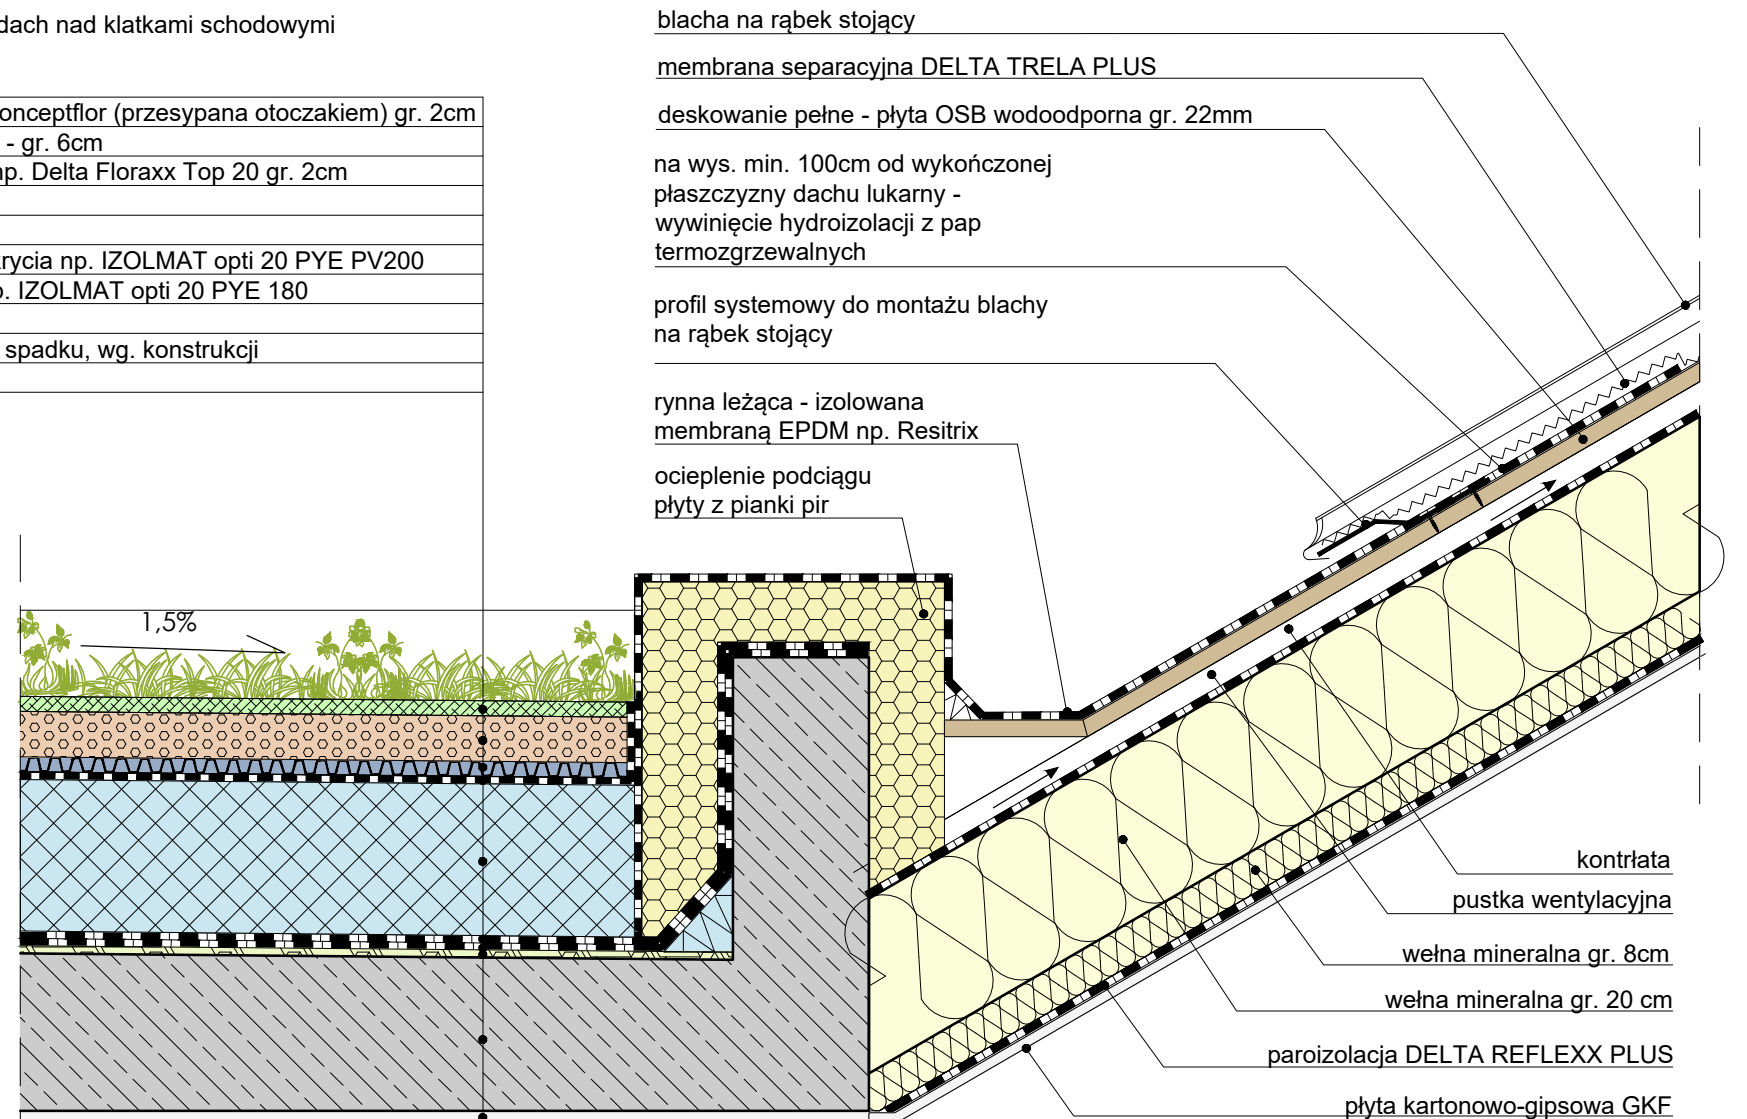 dach nad klatkami schodowymi
onceptflor (przesypana otoczakiem) gr. 2cm
- gr. 6cm
np. Delta Floraxx Top 20 gr. 2cm
rycia np. IZOLMAT opti 20 PYE PV200
p. IZOLMAT opti 20 PYE 180
spadku, wg. konstrukcji
blacha na rąbek stojący
membrana separacyjna DELTA TRELA PLUS
deskowanie pełne - płyta OSB wodoodporna gr. 22mm
na wys. min. 100cm od wykończonej
płaszczyzny dachu lukarny -
wywinięcie hydroizolacji z pap
termozgrzewalnych
profil systemowy do montażu blachy
na rąbek stojący
rynna leżąca - izolowana
membraną EPDM np. Resitrix
ocieplenie podciągu
płyty z pianki pir
1,5%
kontrłata
pustka wentylacyjna
wełna mineralna gr. 8cm
wełna mineralna gr. 20 cm
paroizolacja DELTA REFLEXX PLUS
płyta kartonowo-gipsowa GKF